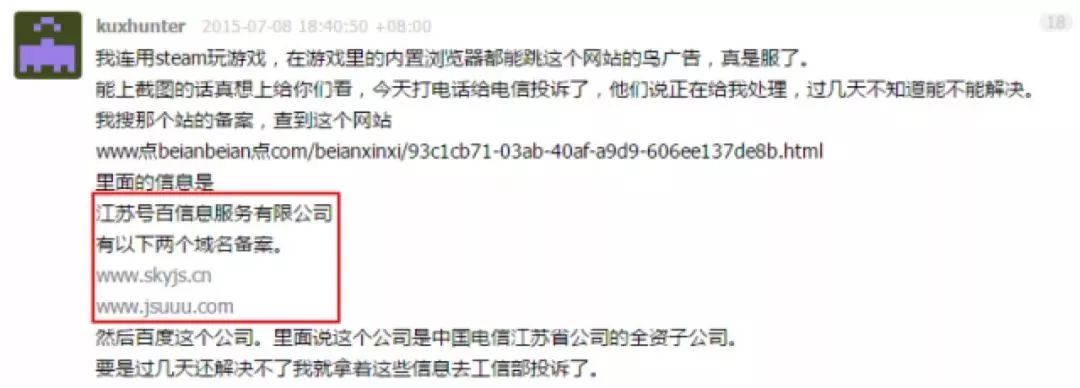 kuxhunter 2015-07-08 18:40:50 +08:00 18
我连用steam玩游戏，在游戏里的内置浏览器都能跳这个网站的鸟广告，真是服了。
能上截图的话真想上给你们看，今天打电话给电信投诉了，他们说正在给我处理，过几天不知道能不能解决。
我搜那个站的备案，查到这个网站
www点beianbeian点com/beianxinxi/93c1cb71-03ab-40af-a9d9-606ee137de8b.html
里面的信息是
江苏号百信息服务有限公司
有以下两个域名备案。
www.skyjs.cn
www.jsuuu.com
然后百度这个公司。里面说这个公司是中国电信江苏省公司的全资子公司。
要是过几天还解决不了我就拿着这些信息去工信部投诉了。